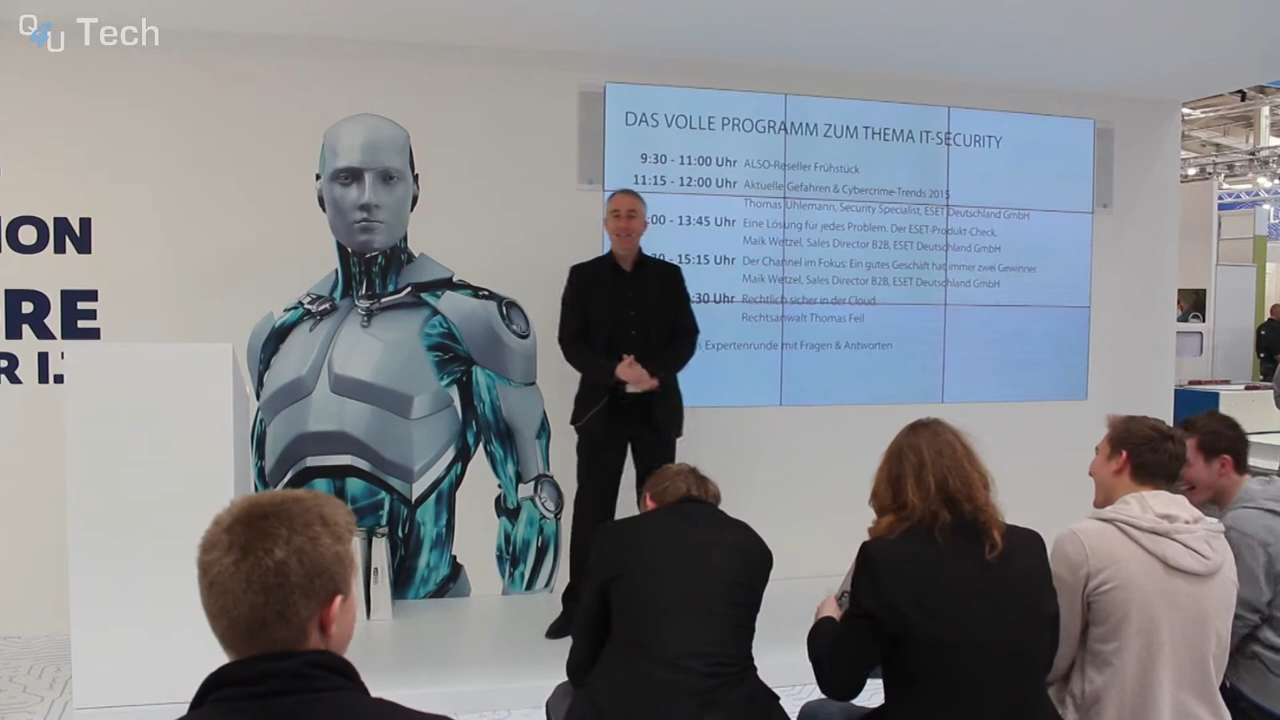 Q4U Tech
ION
RE
R I.
DAS VOLLE PROGRAMM ZUM THEMA IT-SECURITY
9:30 - 11:00 Uhr ALSO-Reseller Frühstück
11:15 - 12:00 Uhr Aktuelle Gefahren & Cybercrime-Trends 2015
Thomas Uhlemann, Security Specialist, ESET Deutschland GmbH
:00 - 13:45 Uhr Eine Lösung für jedes Problem. Der ESET-Produkt-Check.
Maik Wetzel, Sales Director B2B, ESET Deutschland GmbH
30 - 15:15 Uhr Der Channel im Fokus: Ein gutes Geschäft hat immer zwei Gewinner
Maik Wetzel, Sales Director B2B, ESET Deutschland GmbH
:30 Uhr Rechtlich sicher in der Cloud.
Rechtsanwalt Thomas Feil
Expertenrunde mit Fragen & Antworten